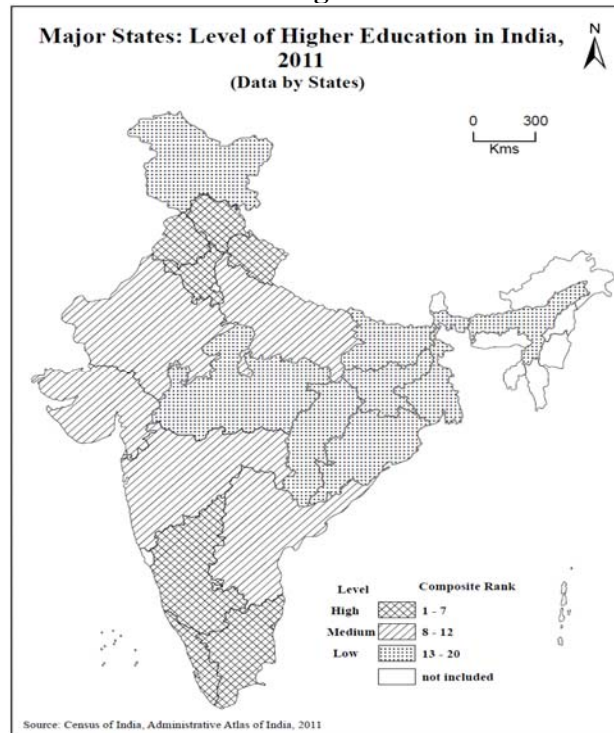 Major States: Level of Higher Education in India,
2011
(Data by States)
N
0 300
Kms
Level Composite Rank
High 1 - 7
Medium 8 - 12
Low 13 - 20
not included
Source: Census of India, Administrative Atlas of India, 2011